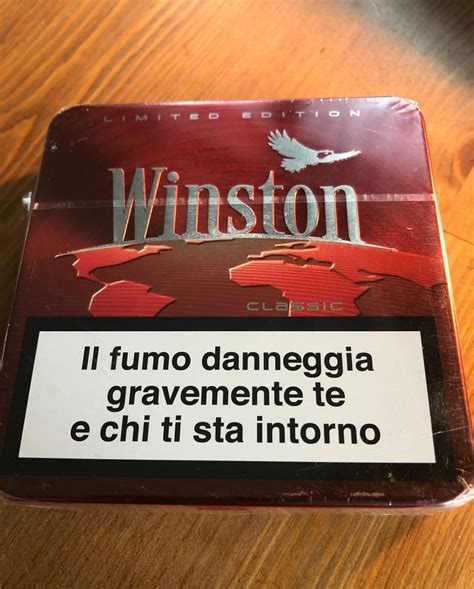 LIMITED EDITION
Winston
CLASSIC
Il fumo danneggia
gravemente te
e chi ti sta intorno